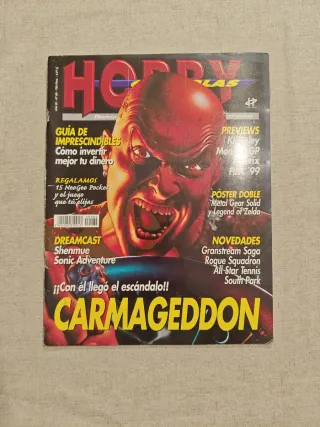 HOBBY
GUÍA DE
IMPRESCINDIBLES
Cómo invertir
mejor tu dinero
REGALAMOS
15 NeoGeo Pocket
y el juego
que tú elijas
DREAMCAST
Shenmue
Sonic Adventure
PREVIEWS
FIFA '99
PÓSTER DOBLE
Metal Gear Solid
y Legend of Zelda
NOVEDADES
Granstream Saga
Rogue Squadron
All Star Tennis
South Park
¡¡Con él llegó el escándalo!!
CARMAGEDDON